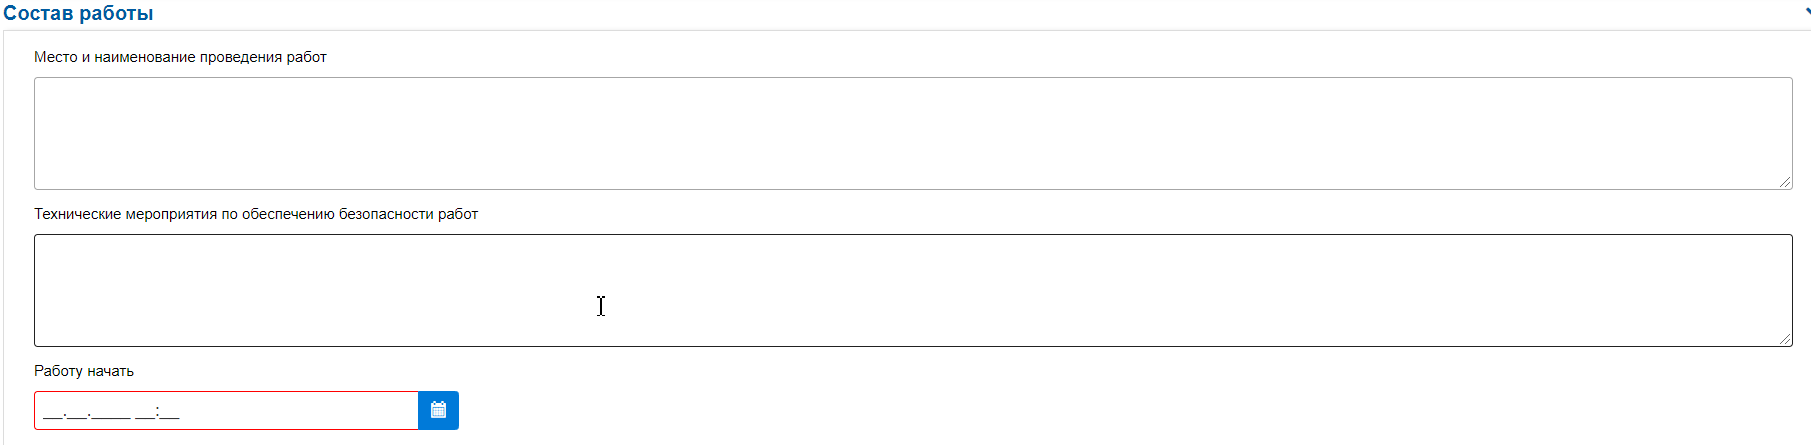 Состав работы
Место и наименование проведения работ
Технические мероприятия по обеспечению безопасности работ
Работу начать
__.__.____ __:__